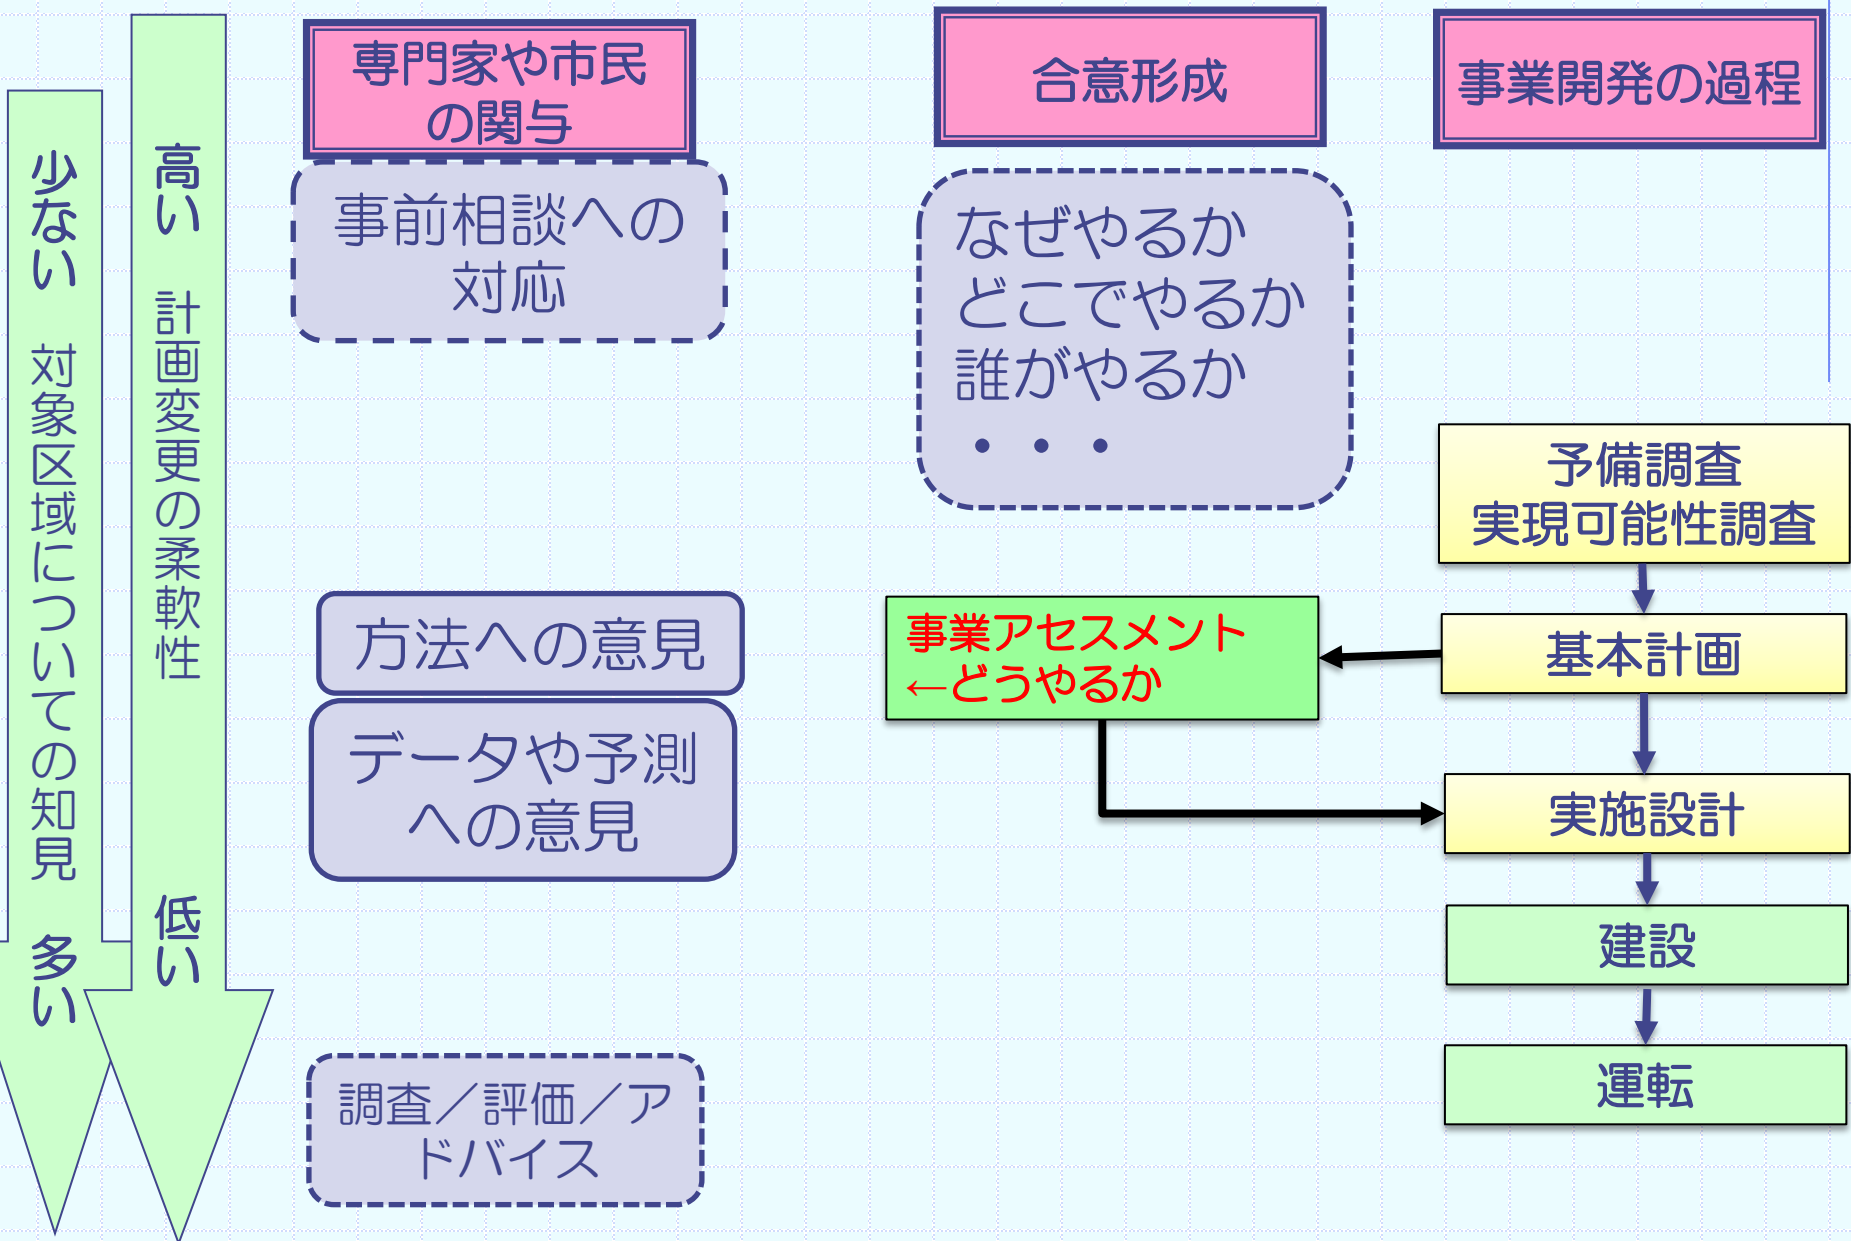 少ない　対象区域についての知見　多い
高い　計画変更の柔軟性　低い
専門家や市民
の関与
事前相談への
対応
方法への意見
データや予測
への意見
調査／評価／ア
ドバイス
合意形成
なぜやるか
どこでやるか
誰がやるか
・・・
事業アセスメント
←どうやるか
事業開発の過程
予備調査
実現可能性調査
基本計画
実施設計
建設
運転